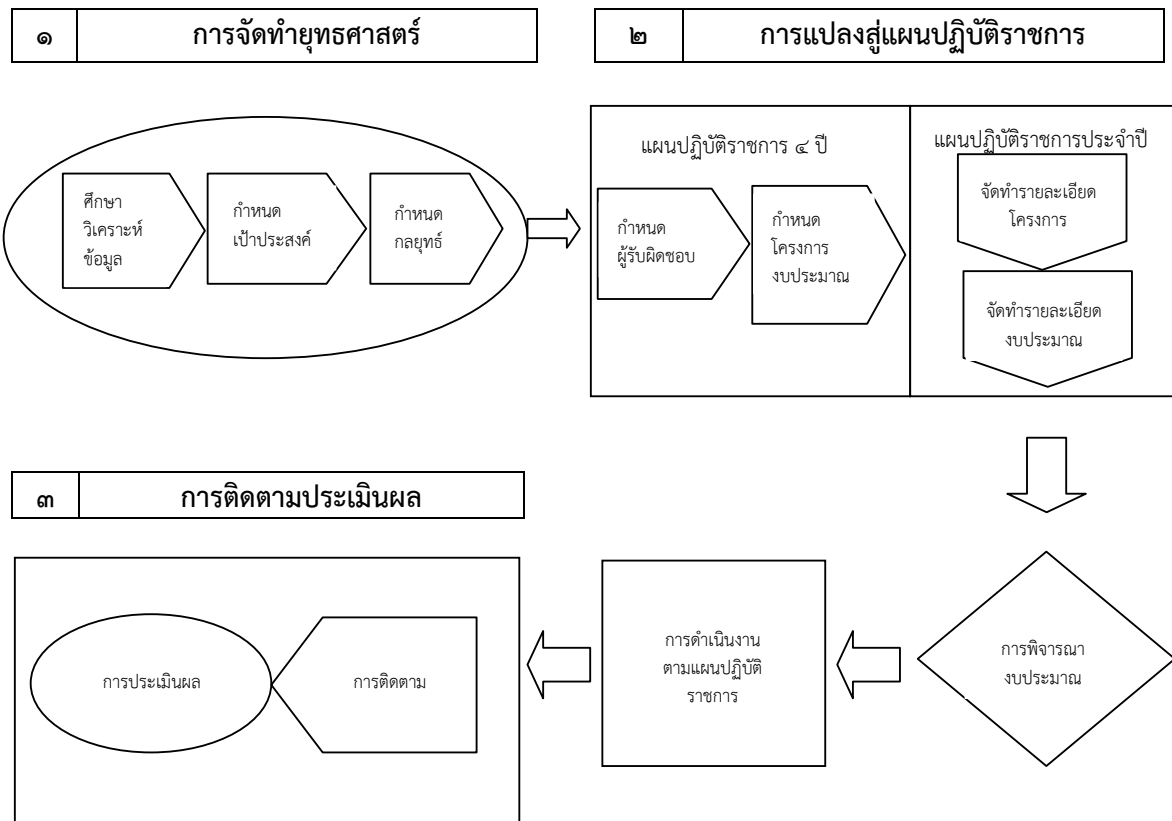 ๑ การจัดทำยุทธศาสตร์
๒ การแปลงสู่แผนปฏิบัติราชการ
ศึกษา
วิเคราะห์
ข้อมูล
กำหนด
เป้าประสงค์
กำหนด
กลยุทธ์
แผนปฏิบัติราชการ ๔ ปี
กำหนด
ผู้รับผิดชอบ
กำหนด
โครงการ
งบประมาณ
แผนปฏิบัติราชการประจำปี
จัดทำรายละเอียด
โครงการ
จัดทำรายละเอียด
งบประมาณ
๓ การติดตามประเมินผล
การประเมินผล
การติดตาม
การดำเนินงาน
ตามแผนปฏิบัติ
ราชการ
การพิจารณา
งบประมาณ